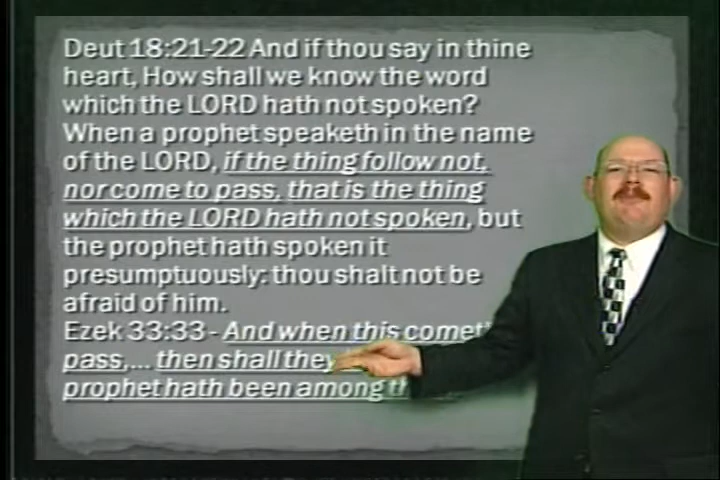 Deut 18:21-22 And if thou say in thine
heart, How shall we know the word
which the LORD hath not spoken?
When a prophet speaketh in the name
of the LORD, if the thing follow not,
nor come to pass, that is the thing
which the LORD hath not spoken, but
the prophet hath spoken it
presumptuously: thou shalt not be
afraid of him.
Ezek 33:33 - And when this cometh
pass,... then shall they
prophet hath been among